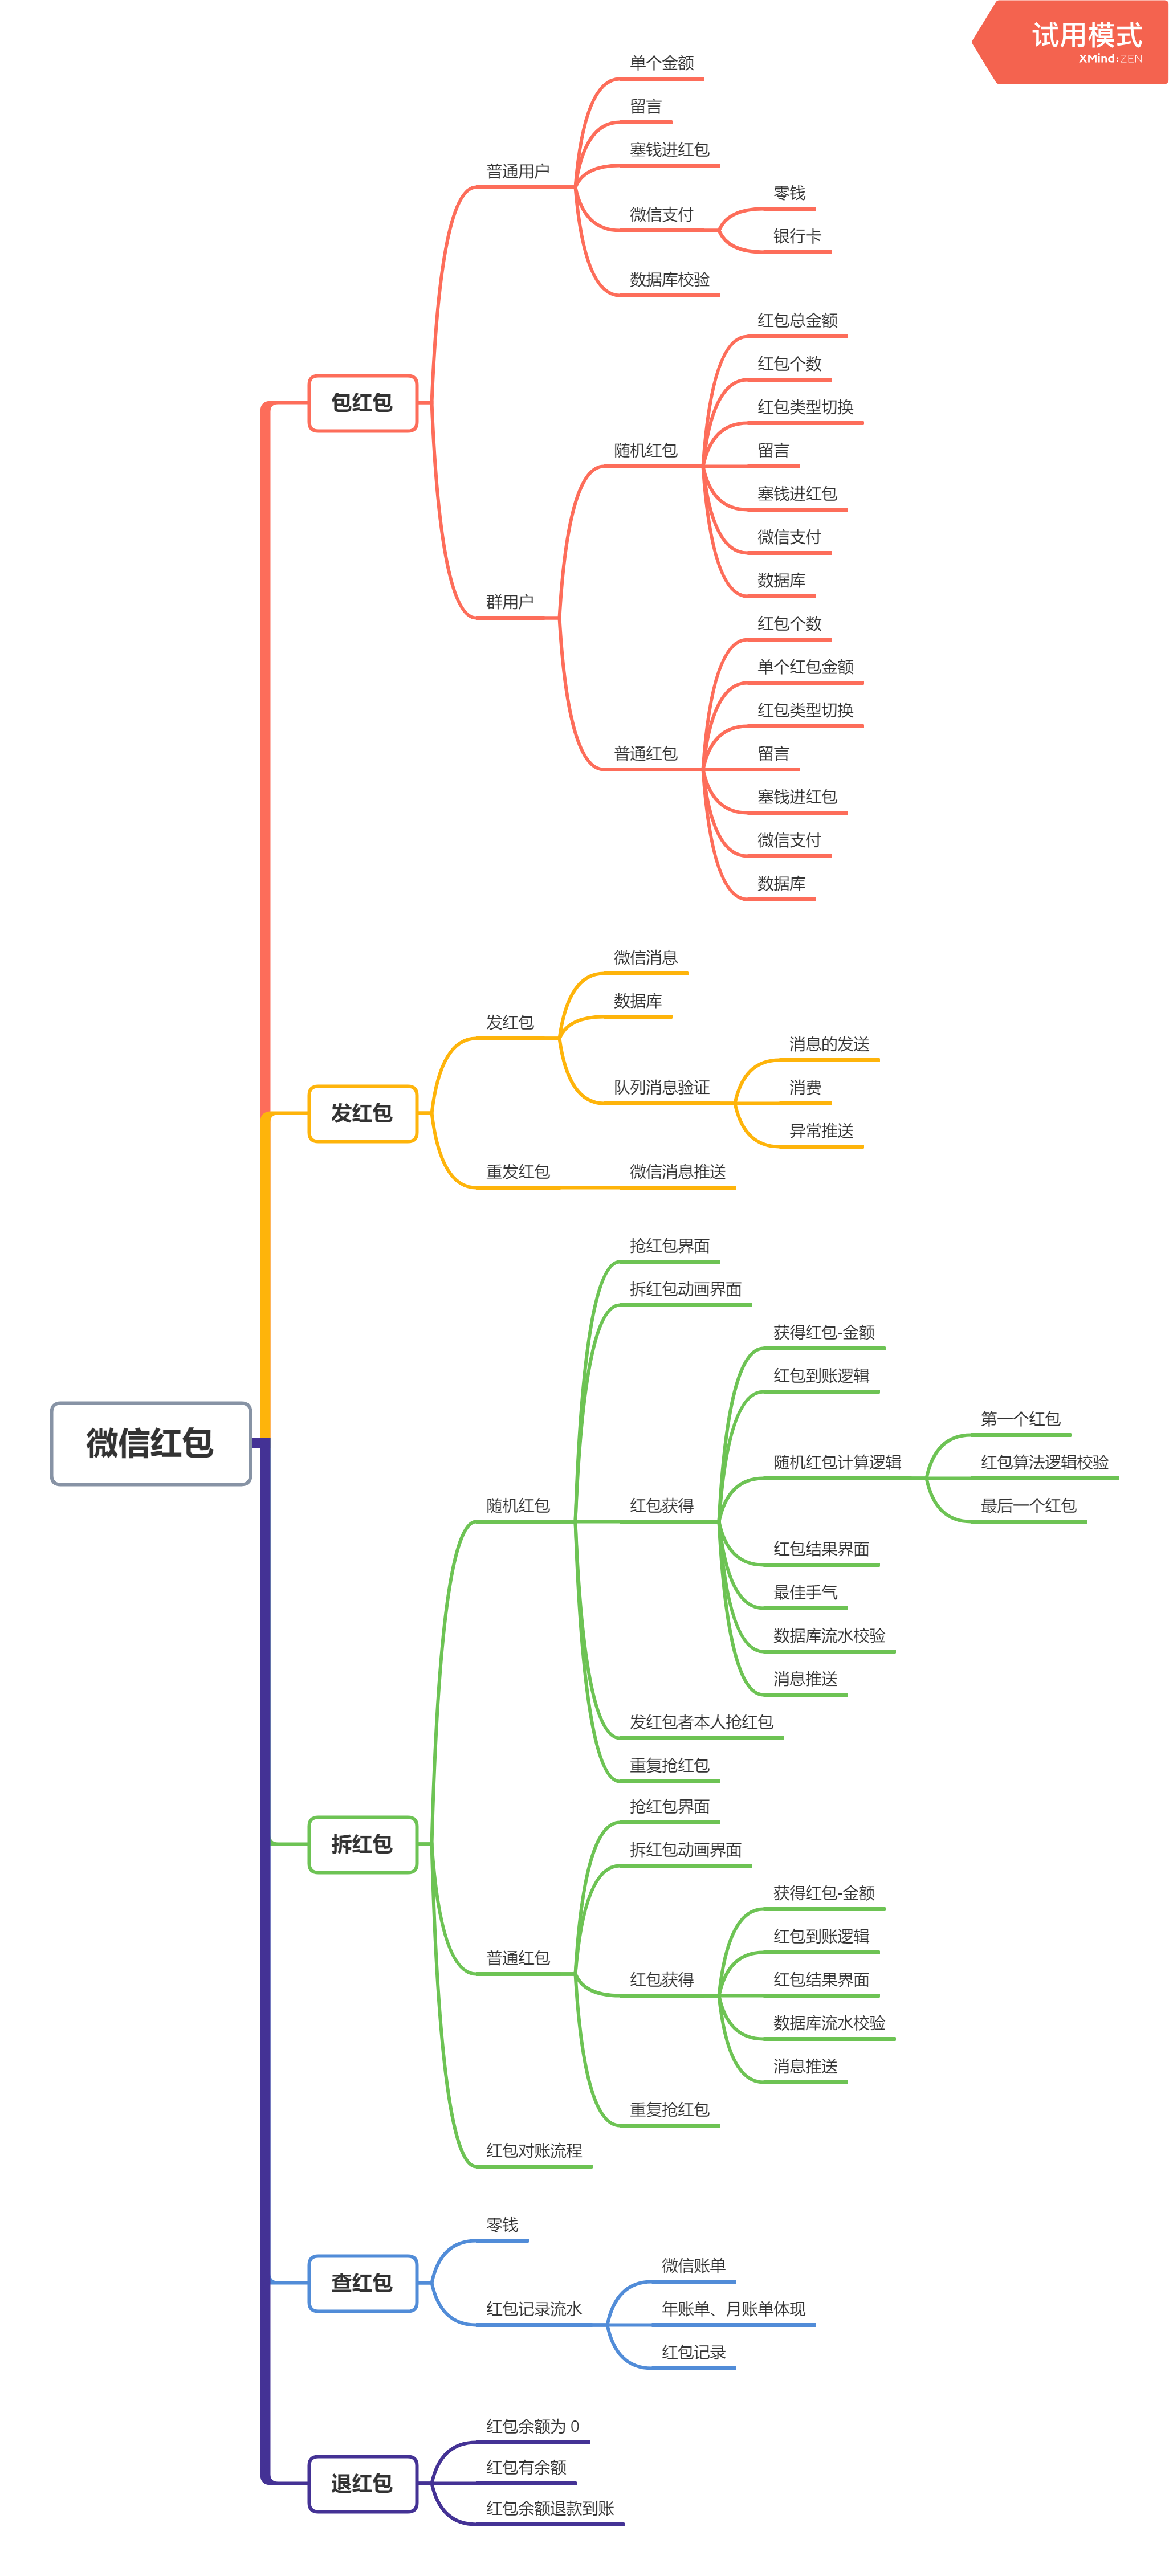 试用模式
XMind:ZEN
微信红包
包红包
普通用户
单个金额
留言
塞钱进红包
微信支付
零钱
银行卡
数据库校验
群用户
随机红包
红包总金额
红包个数
红包类型切换
留言
塞钱进红包
微信支付
数据库
普通红包
红包个数
单个红包金额
红包类型切换
留言
塞钱进红包
微信支付
数据库
发红包
发红包
微信消息
数据库
队列消息验证
消息的发送
消费
异常推送
重发红包
微信消息推送
拆红包
随机红包
抢红包界面
拆红包动画界面
红包获得
获得红包-金额
红包到账逻辑
随机红包计算逻辑
第一个红包
红包算法逻辑校验
最后一个红包
红包结果界面
最佳手气
数据库流水校验
消息推送
发红包者本人抢红包
重复抢红包
普通红包
抢红包界面
拆红包动画界面
红包获得
获得红包-金额
红包到账逻辑
红包结果界面
数据库流水校验
消息推送
重复抢红包
红包对账流程
查红包
零钱
红包记录流水
微信账单
年账单、月账单体现
红包记录
退红包
红包余额为 0
红包有余额
红包余额退款到账